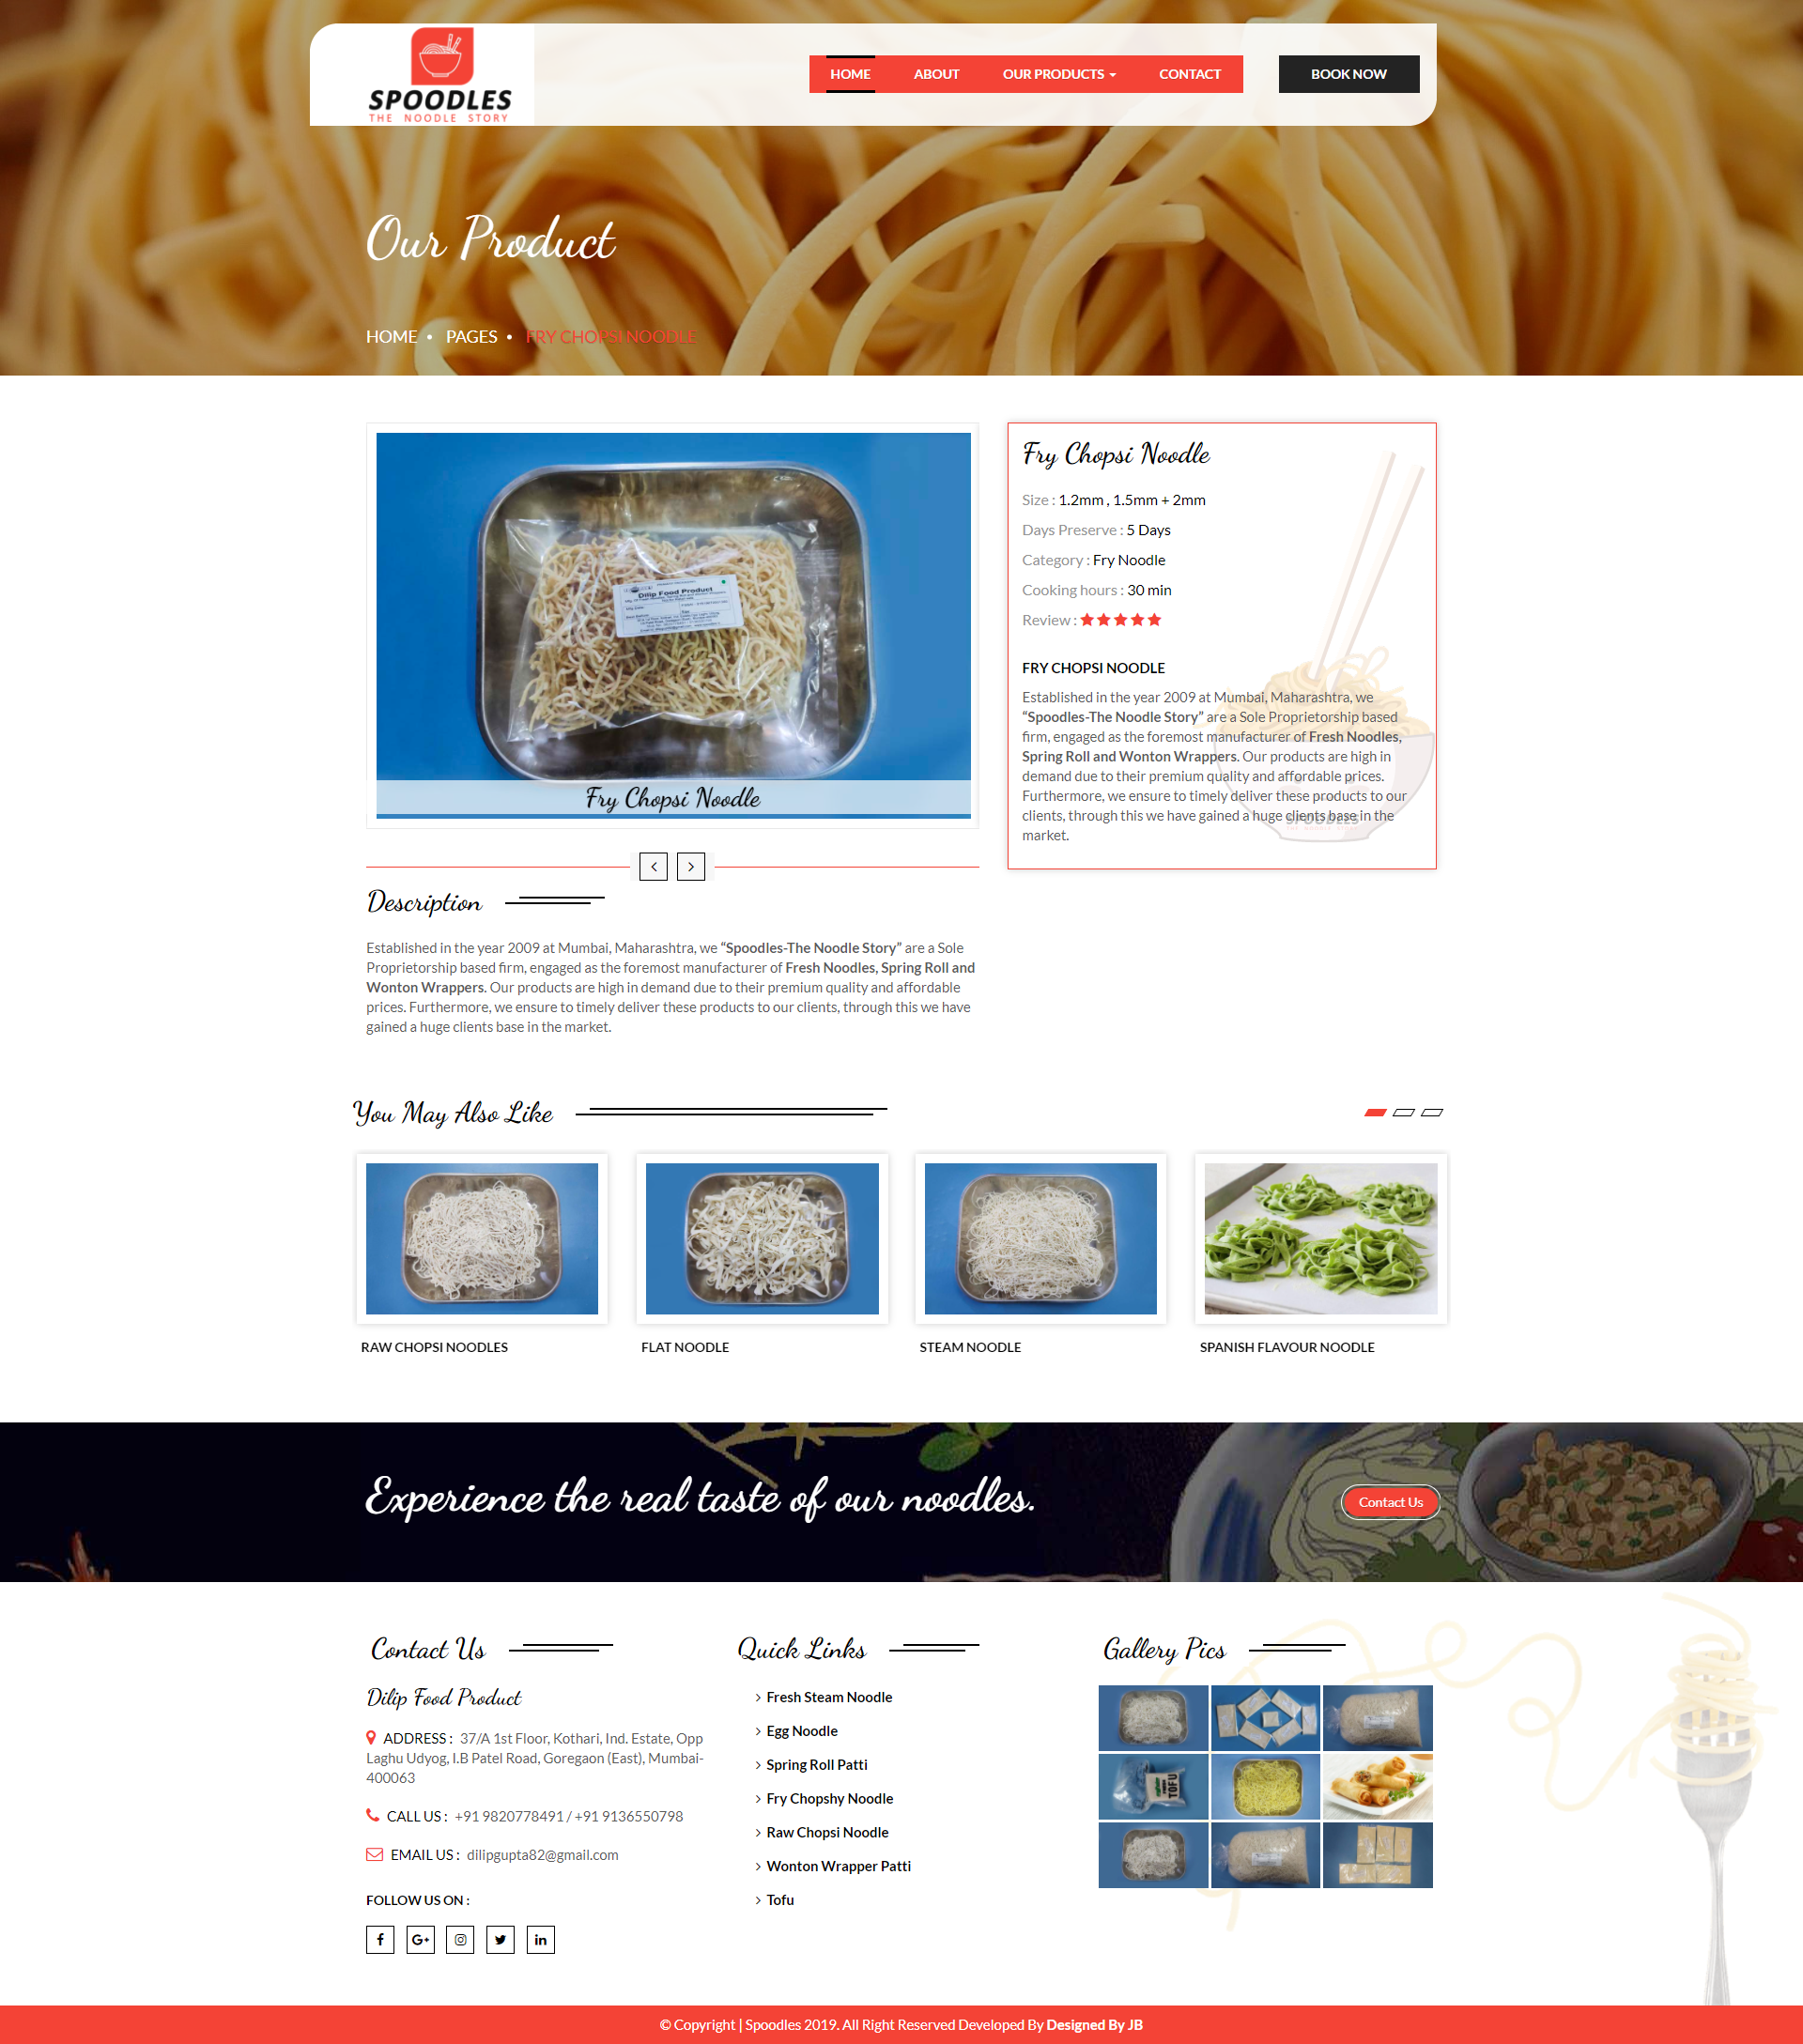 SPOODLES
THE NOODLE STORY
HOME
ABOUT
OUR PRODUCTS
CONTACT
BOOK NOW
Our Product
HOME • PAGES • FRY CHOPSI NOODLE
Dilip Food Product
Fry Chopsi Noodle
Fry Chopsi Noodle
Size : 1.2mm , 1.5mm + 2mm
Days Preserve : 5 Days
Category : Fry Noodle
Cooking hours : 30 min
Review :
FRY CHOPSI NOODLE
Established in the year 2009 at Mumbai, Maharashtra, we
“Spoodles-The Noodle Story” are a Sole Proprietorship based
firm, engaged as the foremost manufacturer of Fresh Noodles,
Spring Roll and Wonton Wrappers. Our products are high in
demand due to their premium quality and affordable prices.
Furthermore, we ensure to timely deliver these products to our
clients, through this we have gained a huge clients base in the
market.
SPOODLES
THE NOODLE STORY
Description
Established in the year 2009 at Mumbai, Maharashtra, we “Spoodles-The Noodle Story” are a Sole
Proprietorship based firm, engaged as the foremost manufacturer of Fresh Noodles, Spring Roll and
Wonton Wrappers. Our products are high in demand due to their premium quality and affordable
prices. Furthermore, we ensure to timely deliver these products to our clients, through this we have
gained a huge clients base in the market.
You May Also Like
RAW CHOPSI NOODLES
FLAT NOODLE
STEAM NOODLE
SPANISH FLAVOUR NOODLE
Experience the real taste of our noodles.
Contact Us
Contact Us
Dilip Food Product
ADDRESS : 37/A 1st Floor, Kothari, Ind. Estate, Opp
Laghu Udyog, I.B Patel Road, Goregaon (East), Mumbai-
400063
CALL US : +91 9820778491 / +91 9136550798
EMAIL US : dilipgupta82@gmail.com
FOLLOW US ON :
Quick Links
Fresh Steam Noodle
Egg Noodle
Spring Roll Patti
Fry Chopshy Noodle
Raw Chopsi Noodle
Wonton Wrapper Patti
Tofu
Gallery Pics
TOFU
© Copyright | Spoodles 2019. All Right Reserved Developed By Designed By JB